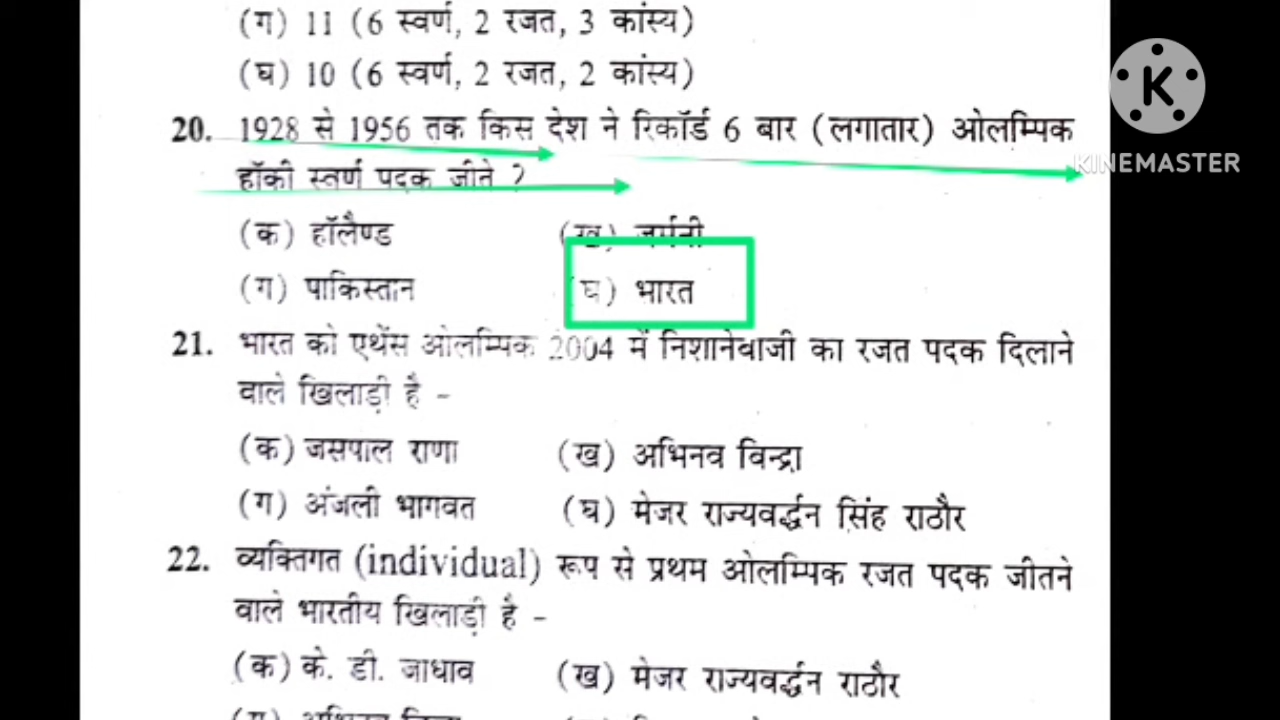 (ग) 11 (6 स्वर्ण, 2 रजत, 3 कांस्य)
(घ) 10 (6 स्वर्ण, 2 रजत, 2 कांस्य)
20. 1928 से 1956 तक किस देश ने रिकॉर्ड 6 बार (लगातार) ओलम्पिक
हॉकी स्वर्ण पदक जीते ?
(क) हॉलैण्ड (ख) जर्मनी
(ग) पाकिस्तान (घ) भारत
21. भारत को एथेंस ओलम्पिक 2004 में निशानेबाजी का रजत पदक दिलाने
वाले खिलाड़ी है -
(क) जसपाल राणा (ख) अभिनव विन्द्रा
(ग) अंजली भागवत (घ) मेजर राज्यवर्द्धन सिंह राठौर
22. व्यक्तिगत (individual) रूप से प्रथम ओलम्पिक रजत पदक जीतने
वाले भारतीय खिलाड़ी है -
(क) के. डी. जाधाव (ख) मेजर राज्यवर्द्धन राठौर
K
KINEMASTER